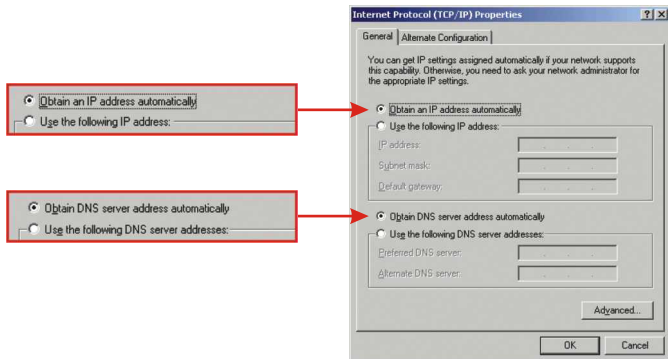 Internet Protocol (TCP/IP) Properties
General
Alternate Configuration
You can get IP settings assigned automatically if your network supports
this capability. Otherwise, you need to ask your network administrator for
the appropriate IP settings.
Obtain an IP address automatically
Use the following IP address:
IP address:
Subnet mask:
Default gateway:
Obtain DNS server address automatically
Use the following DNS server addresses:
Preferred DNS server:
Alternate DNS server:
Advanced...
OK
Cancel
Obtain an IP address automatically
Use the following IP address:
Obtain DNS server address automatically
Use the following DNS server addresses: